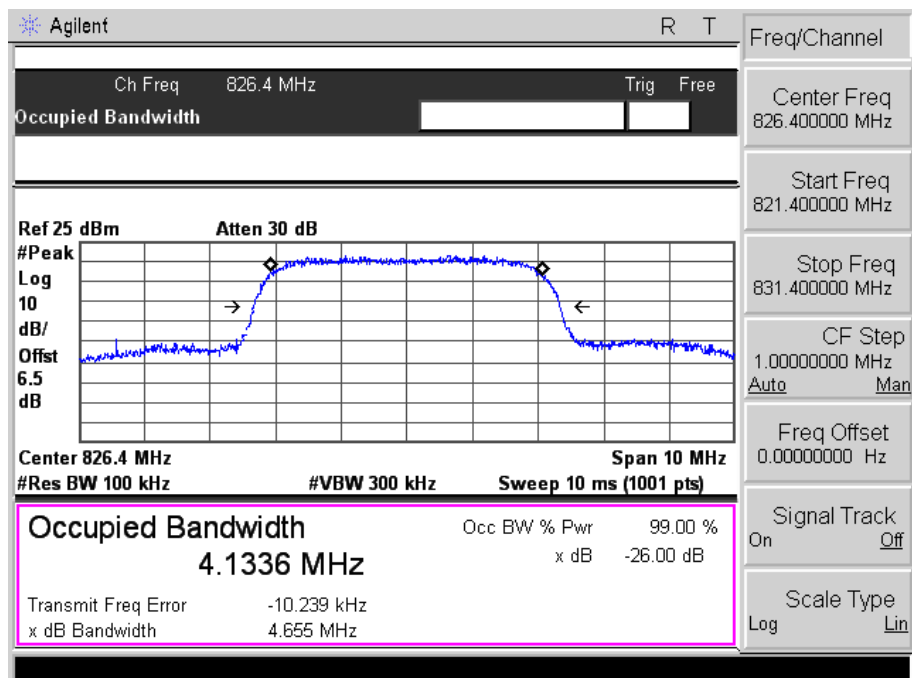 Agilent R T
Ch Freq 826.4 MHz Trig Free
Occupied Bandwidth
Ref 25 dBm Atten 30 dB
#Peak
Log
10
dB/
Offst
6.5
dB
Center 826.4 MHz Span 10 MHz
#Res BW 100 kHz #VBW 300 kHz Sweep 10 ms (1001 pts)
Occupied Bandwidth Occ BW % Pwr 99.00 %
4.1336 MHz x dB -26.00 dB
Transmit Freq Error -10.239 kHz
x dB Bandwidth 4.655 MHz
Freq/Channel
Center Freq
826.400000 MHz
Start Freq
821.400000 MHz
Stop Freq
831.400000 MHz
CF Step
1.00000000 MHz
Auto Man
Freq Offset
0.00000000 Hz
Signal Track
On Off
Scale Type
Log Lin